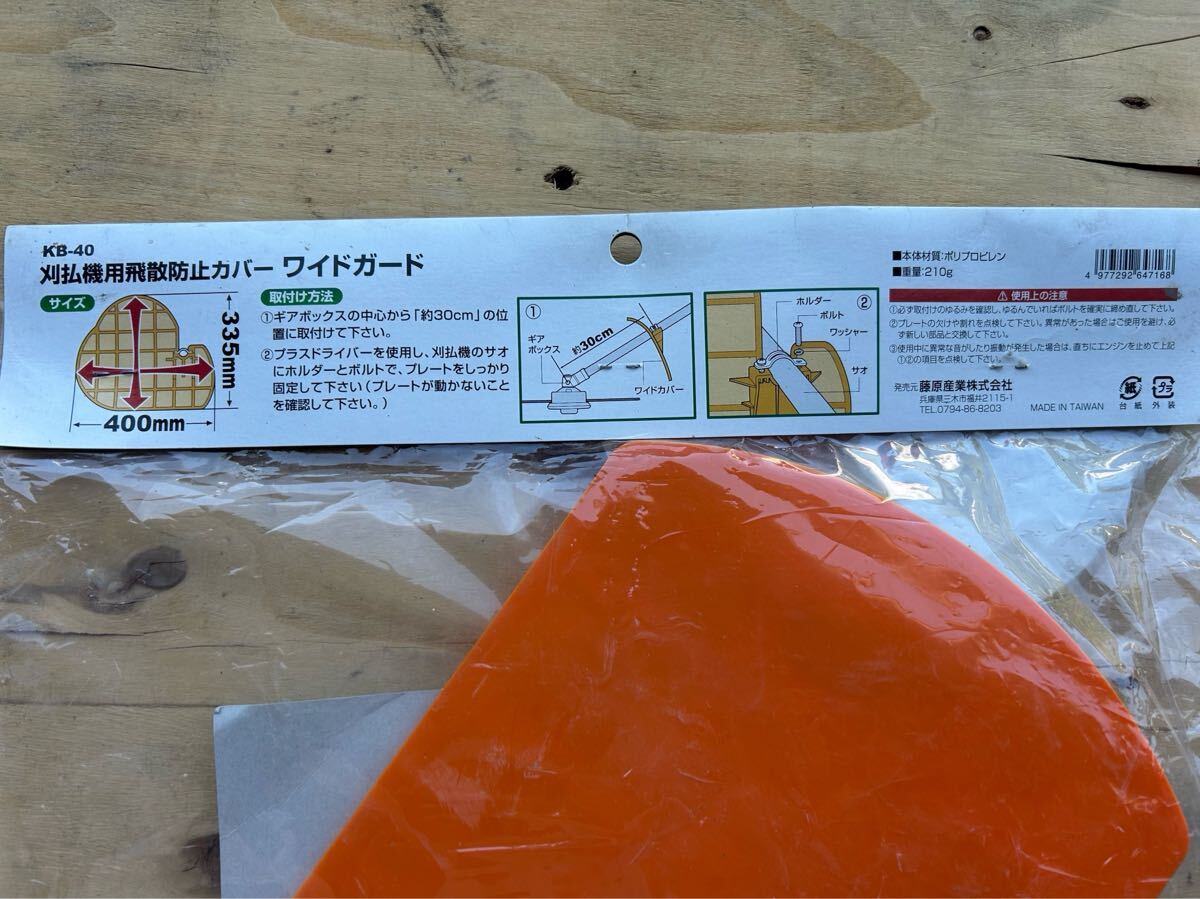 KB-40
刈払機用飛散防止カバー ワイドガード
サイズ
335mm
400mm
取付け方法
①ギアボックスの中心から「約30cm」の位
置に取付けて下さい。
②プラスドライバーを使用し、刈払機のサオ
にホルダーとボルトで、プレートをしっかり
固定して下さい(プレートが動かないこと
を確認して下さい。)
①
ギア
ボックス
約30cm
ワイドカバー
②
ホルダー
ボルト
ワッシャー
サオ
■本体材質:ポリプロピレン
■重量:210g
4 977292 647168
⚠使用上の注意
①必ず取付けのゆるみを確認し、ゆるんでいればボルトを確実に締め直して下さい。
②プレートの欠けや割れを点検して下さい。異常があった場合はご使用を避け、必
ず新しい部品と交換して下さい。
③使用中に異常な音がしたり振動が発生した場合は、直ちにエンジンを止めて上記
①②の項目を点検して下さい。
発売元 藤原産業株式会社
兵庫県三木市福井2115-1
TEL.0794-86-8203
MADE IN TAIWAN
紙
台紙
プラ
外装